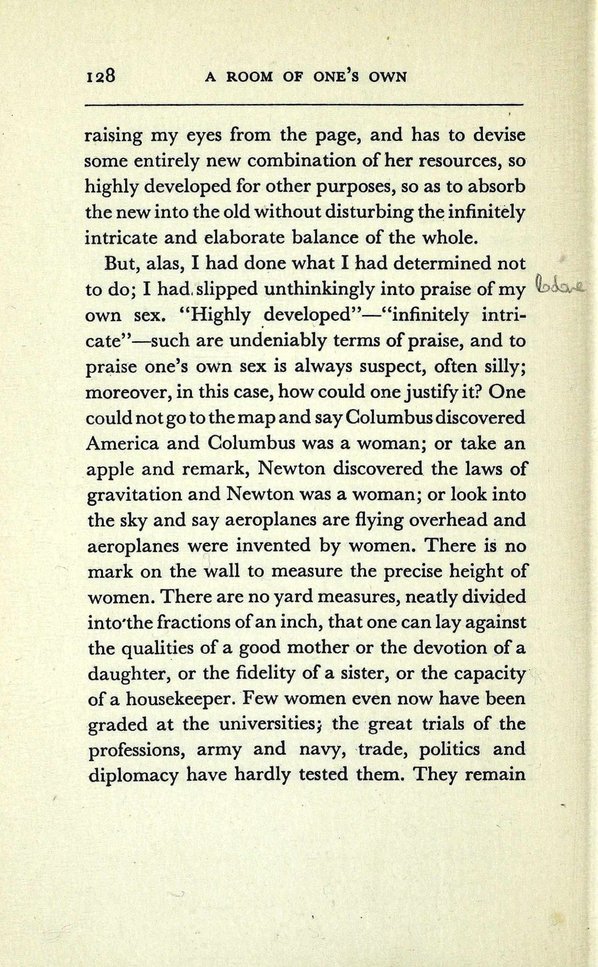 128 A ROOM OF ONE'S OWN
raising my eyes from the page, and has to devise
some entirely new combination of her resources, so
highly developed for other purposes, so as to absorb
the new into the old without disturbing the infinitely
intricate and elaborate balance of the whole.
But, alas, I had done what I had determined not
to do; I had slipped unthinkingly into praise of my
own sex. “Highly developed”—“infinitely intri-
cate”—such are undeniably terms of praise, and to
praise one's own sex is always suspect, often silly;
moreover, in this case, how could one justify it? One
could not go to the map and say Columbus discovered
America and Columbus was a woman; or take an
apple and remark, Newton discovered the laws of
gravitation and Newton was a woman; or look into
the sky and say aeroplanes are flying overhead and
aeroplanes were invented by women. There is no
mark on the wall to measure the precise height of
women. There are no yard measures, neatly divided
into the fractions of an inch, that one can lay against
the qualities of a good mother or the devotion of a
daughter, or the fidelity of a sister, or the capacity
of a housekeeper. Few women even now have been
graded at the universities; the great trials of the
professions, army and navy, trade, politics and
diplomacy have hardly tested them. They remain